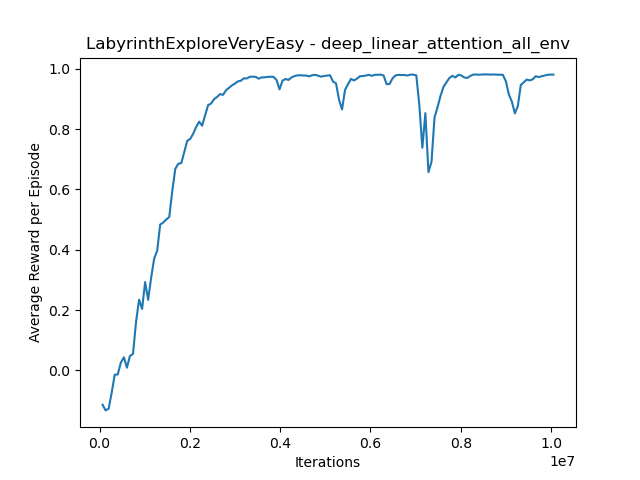 LabyrinthExploreVeryEasy - deep_linear_attention_all_env
Average Reward per Episode
1.0
0.8
0.6
0.4
0.2
0.0
0.0 0.2 0.4 0.6 0.8 1.0
1e7
Iterations